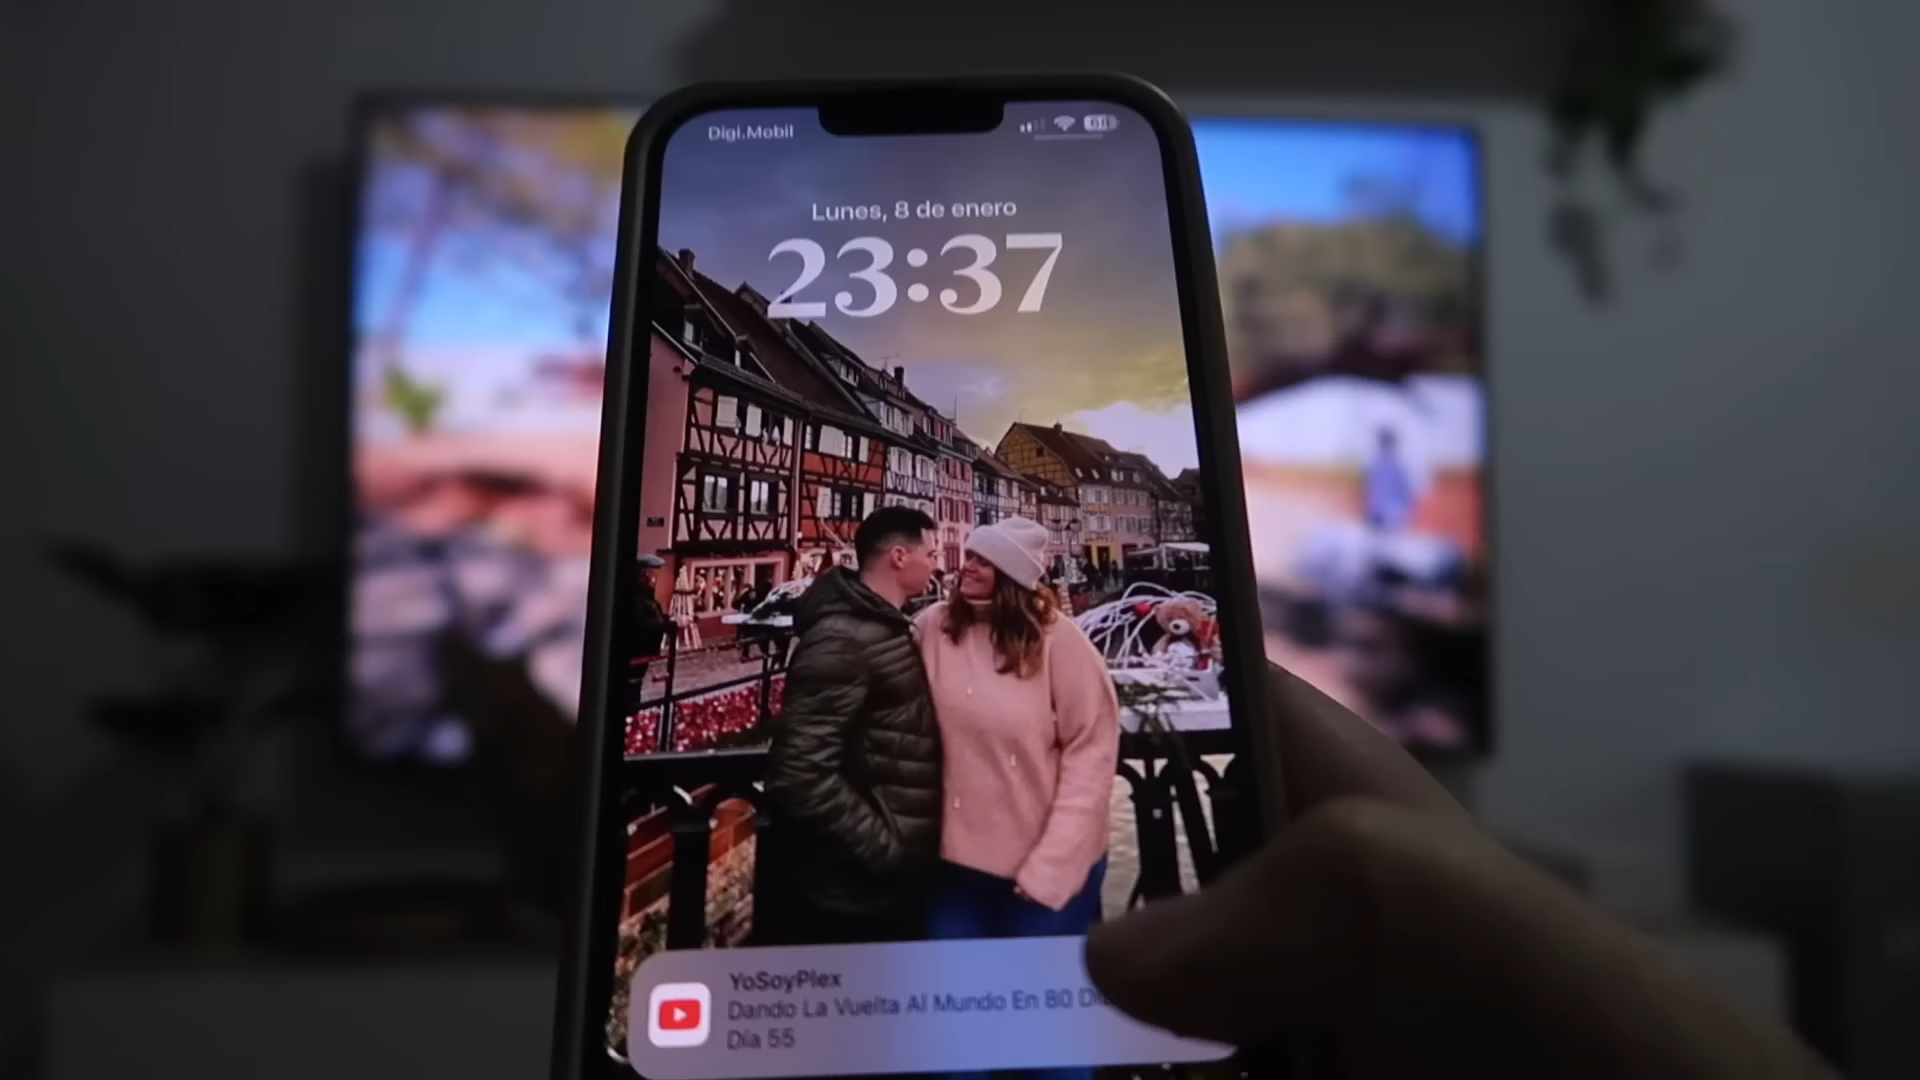 Digi.Mobil
Lunes, 8 de enero
23:37
YoSoyPlex
Dando La Vuelta Al Mundo En 80
Día 55